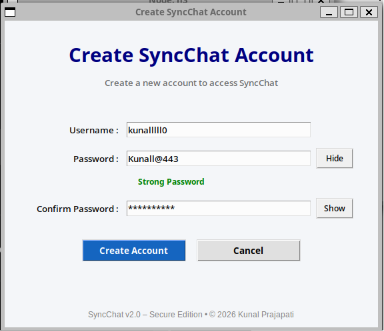 Create SyncChat Account
Create SyncChat Account
Create a new account to access SyncChat
Username : kunalllll0
Password : Kunall@443 Hide
Strong Password
Confirm Password : ********** Show
Create Account Cancel
SyncChat v2.0 – Secure Edition • © 2026 Kunal Prajapati